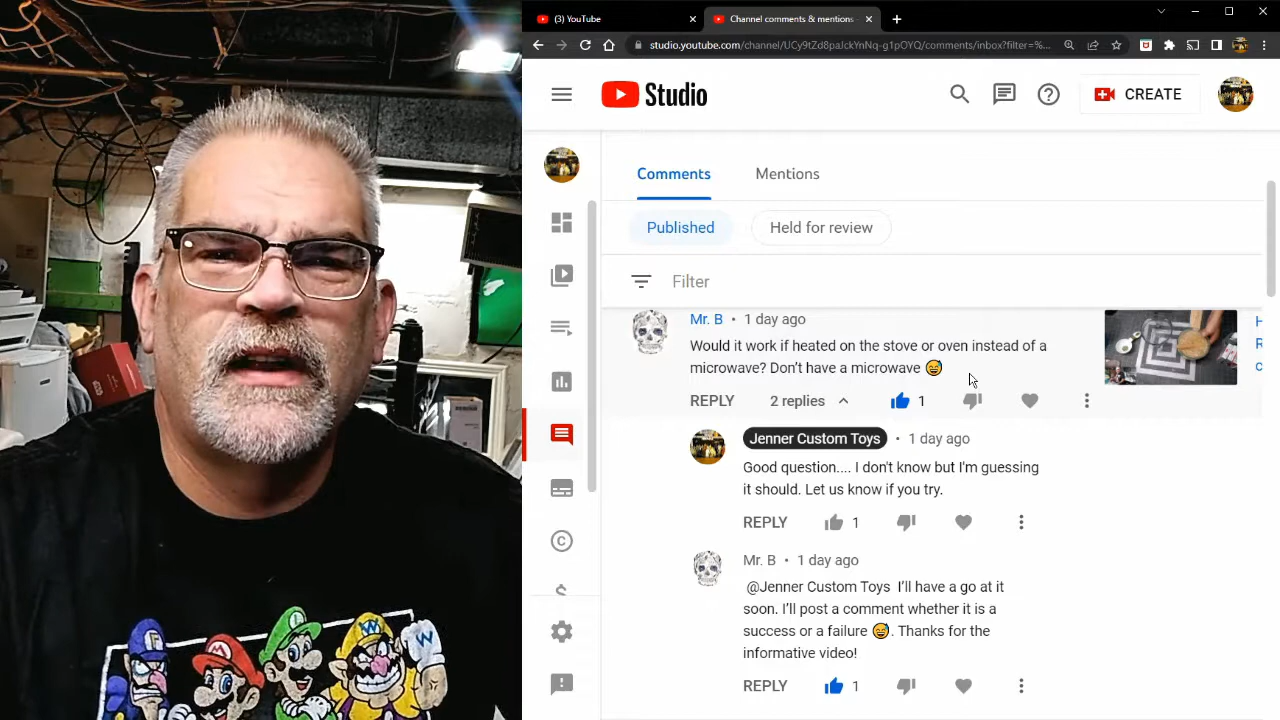 (3) YouTube
Channel comments & mentions
studio.youtube.com/channel/UCy9tZd8paJckYnNq-g1pOYQ/comments/inbox?filter=%...
Studio
CREATE
Comments
Mentions
Published
Held for review
Filter
Mr. B • 1 day ago
Would it work if heated on the stove or oven instead of a
microwave? Don't have a microwave 😅
REPLY 2 replies 1
Jenner Custom Toys • 1 day ago
Good question.... I don't know but I'm guessing
it should. Let us know if you try.
REPLY 1
Mr. B • 1 day ago
@Jenner Custom Toys I'll have a go at it
soon. I'll post a comment whether it is a
success or a failure 😅. Thanks for the
informative video!
REPLY 1
W